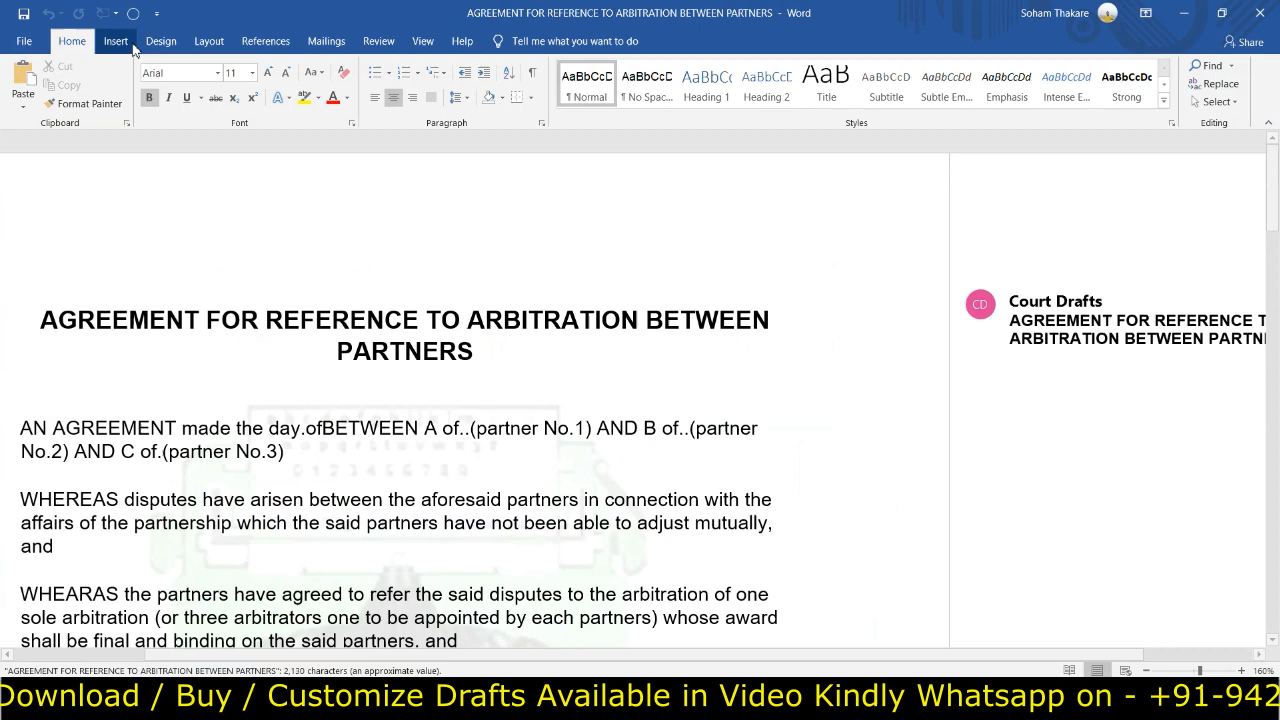 AGREEMENT FOR REFERENCE TO ARBITRATION BETWEEN PARTNERS - Word
Soham Thakare
File Home Insert Design Layout References Mailings Review View Help Tell me what you want to do
Share
Paste
Cut
Copy
Format Painter
Clipboard
Arial 11
Font
Paragraph
AaBbCcD AaBbCcD AaBbC AaBbCcD AaB AaBbCcD AaBbCcDd AaBbCcDd AaBbCcDd AaBbCcDc
¶ Normal ¶ No Spac... Heading 1 Heading 2 Title Subtitle Subtle Em... Emphasis Intense E... Strong
Styles
Find
Replace
Select
Editing
AGREEMENT FOR REFERENCE TO ARBITRATION BETWEEN
PARTNERS
Court Drafts
AGREEMENT FOR REFERENCE T
ARBITRATION BETWEEN PARTN
CD
AN AGREEMENT made the day.ofBETWEEN A of..(partner No.1) AND B of..(partner
No.2) AND C of.(partner No.3)
WHEREAS disputes have arisen between the aforesaid partners in connection with the
affairs of the partnership which the said partners have not been able to adjust mutually,
and
WHEARAS the partners have agreed to refer the said disputes to the arbitration of one
sole arbitration (or three arbitrators one to be appointed by each partners) whose award
shall be final and binding on the said partners, and
"AGREEMENT FOR REFERENCE TO ARBITRATION BETWEEN PARTNERS": 2,130 characters (an approximate value).
160%
Download / Buy / Customize Drafts Available in Video Kindly Whatsapp on - +91-942